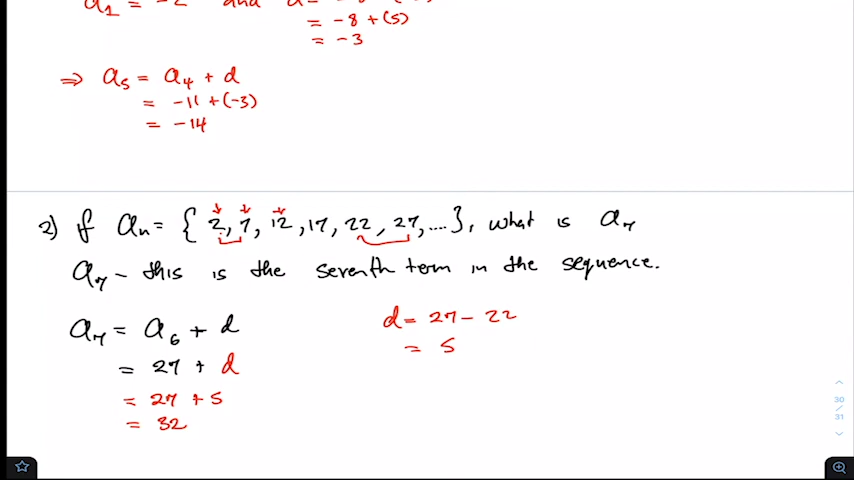 = -8 + (5)
= -3
⇒ a₅ = a₄ + d
= -11 + (-3)
= -14
2) If aₙ = { 2, 7, 12, 17, 22, 27, .... }, what is a₇
a₇ - this is the seventh term in the sequence.
a₇ = a₆ + d
= 27 + d
= 27 + 5
= 32
d = 27 - 22
= 5
30
/
31